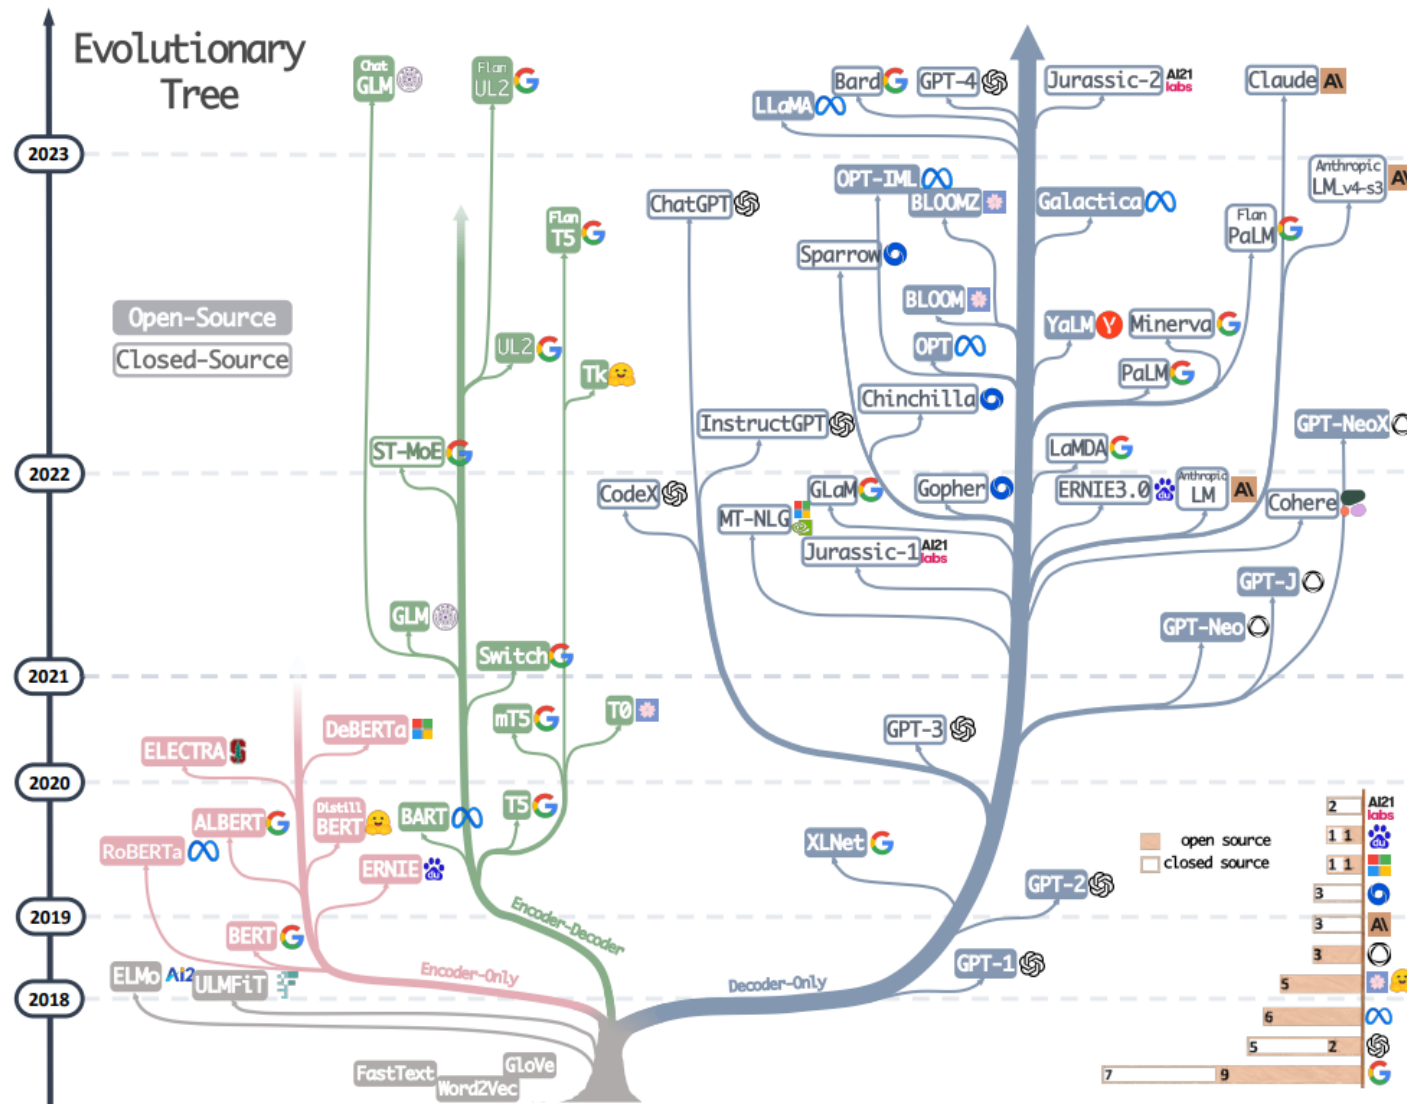 Evolutionary
Tree
Chat
GLM
Flan
UL2
Bard
GPT-4
Jurassic-2
AI21
labs
Claude
A\
LLaMA
2023
OPT-IML
Anthropic
LM_v4-s3
A\
ChatGPT
BLOOMZ
Galactica
Flan
T5
Flan
PaLM
Sparrow
BLOOM
Open-Source
YaLM
Minerva
UL2
OPT
Closed-Source
Tk
PaLM
Chinchilla
InstructGPT
GPT-NeoX
ST-MoE
LaMDA
2022
CodeX
GLaM
Gopher
ERNIE3.0
du
Anthropic
LM
A\
Cohere
MT-NLG
Jurassic-1
AI21
labs
GPT-J
GLM
GPT-Neo
Switch
2021
mT5
T0
DeBERTa
GPT-3
ELECTRA
2020
Distill
BERT
BART
T5
AI21
labs
2
ALBERT
1 1
du
RoBERTa
XLNet
open source
closed source
ERNIE
du
1 1
GPT-2
3
2019
Encoder-Decoder
3
A\
BERT
3
ELMo
Ai2
ULMFiT
Encoder-Only
Decoder-Only
GPT-1
5
2018
6
5 2
FastText
Word2Vec
GloVe
7 9